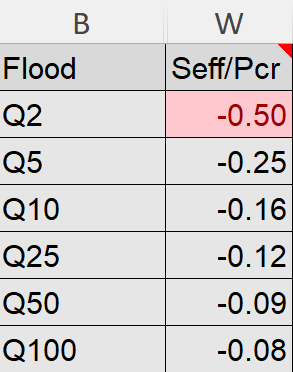 B W
Flood Seff/Pcr
Q2 -0.50
Q5 -0.25
Q10 -0.16
Q25 -0.12
Q50 -0.09
Q100 -0.08